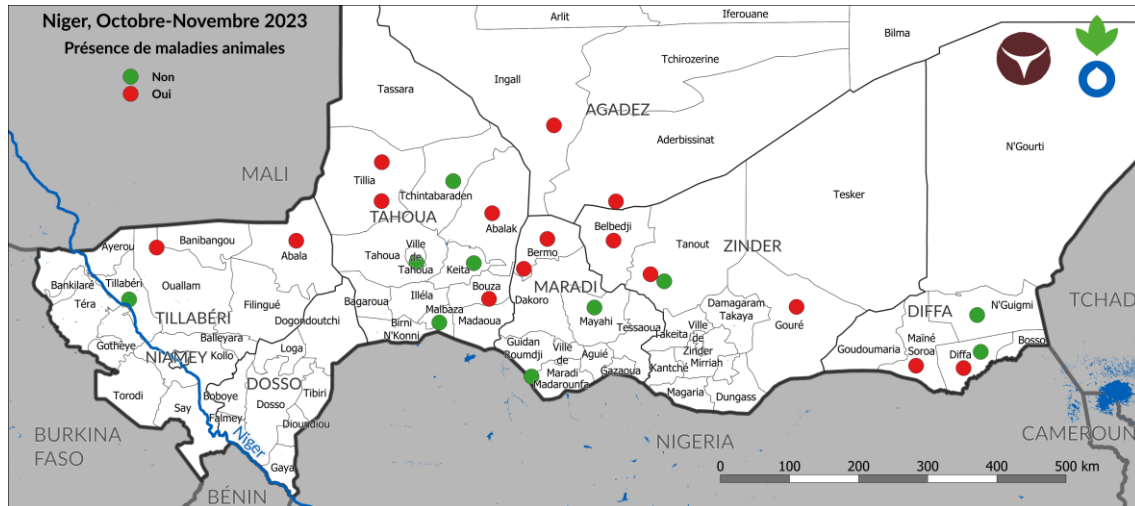 Niger, Octobre-Novembre 2023
Présence de maladies animales
Non
Oui
Arlit
Iferouane
Bilma
Tchirozerine
Ingall
Tassara
AGADEZ
Aderbissinat
N'Gourti
MALI
Tillia
Tchintabaraden
Tesker
TAHOUA
Abalak
Belbedji
Tanout
ZINDER
Ayerou
Banibangou
Abala
Tahoua
Ville
de
Tahoua
Keita
Bermo
Bankilaré
Tillabéri
Ouallam
Téra
Filingué
TILLABÉRI
Bagaroua
Illéla
Bouza
Malbaza
Madaoua
Birni
N'Konni
Dakoro
MARADI
Mayahi
Tessaoua
Damagaram
Takaya
Gouré
DIFFA
N'Guigmi
TCHAD
Dogondoutchi
Gothèye
Balleyara
NIAMEY
Kollo
Loga
Guidan
Roumdji
Ville
de
Maradi
Madarounfa
Aguié
Gazaoua
Takeita
Ville
de
Zinder
Mirriah
Kantché
Magaria
Dungass
Goudoumaria
Maïné
Soroa
Diffa
Bosso
Torodi
Say
DOSSO
Boboye
Dosso
Tibiri
Falmey
Dioundiou
Gaya
Niger
BURKINA
FASO
BÉNIN
NIGERIA
CAMEROUN
0 100 200 300 400 500 km